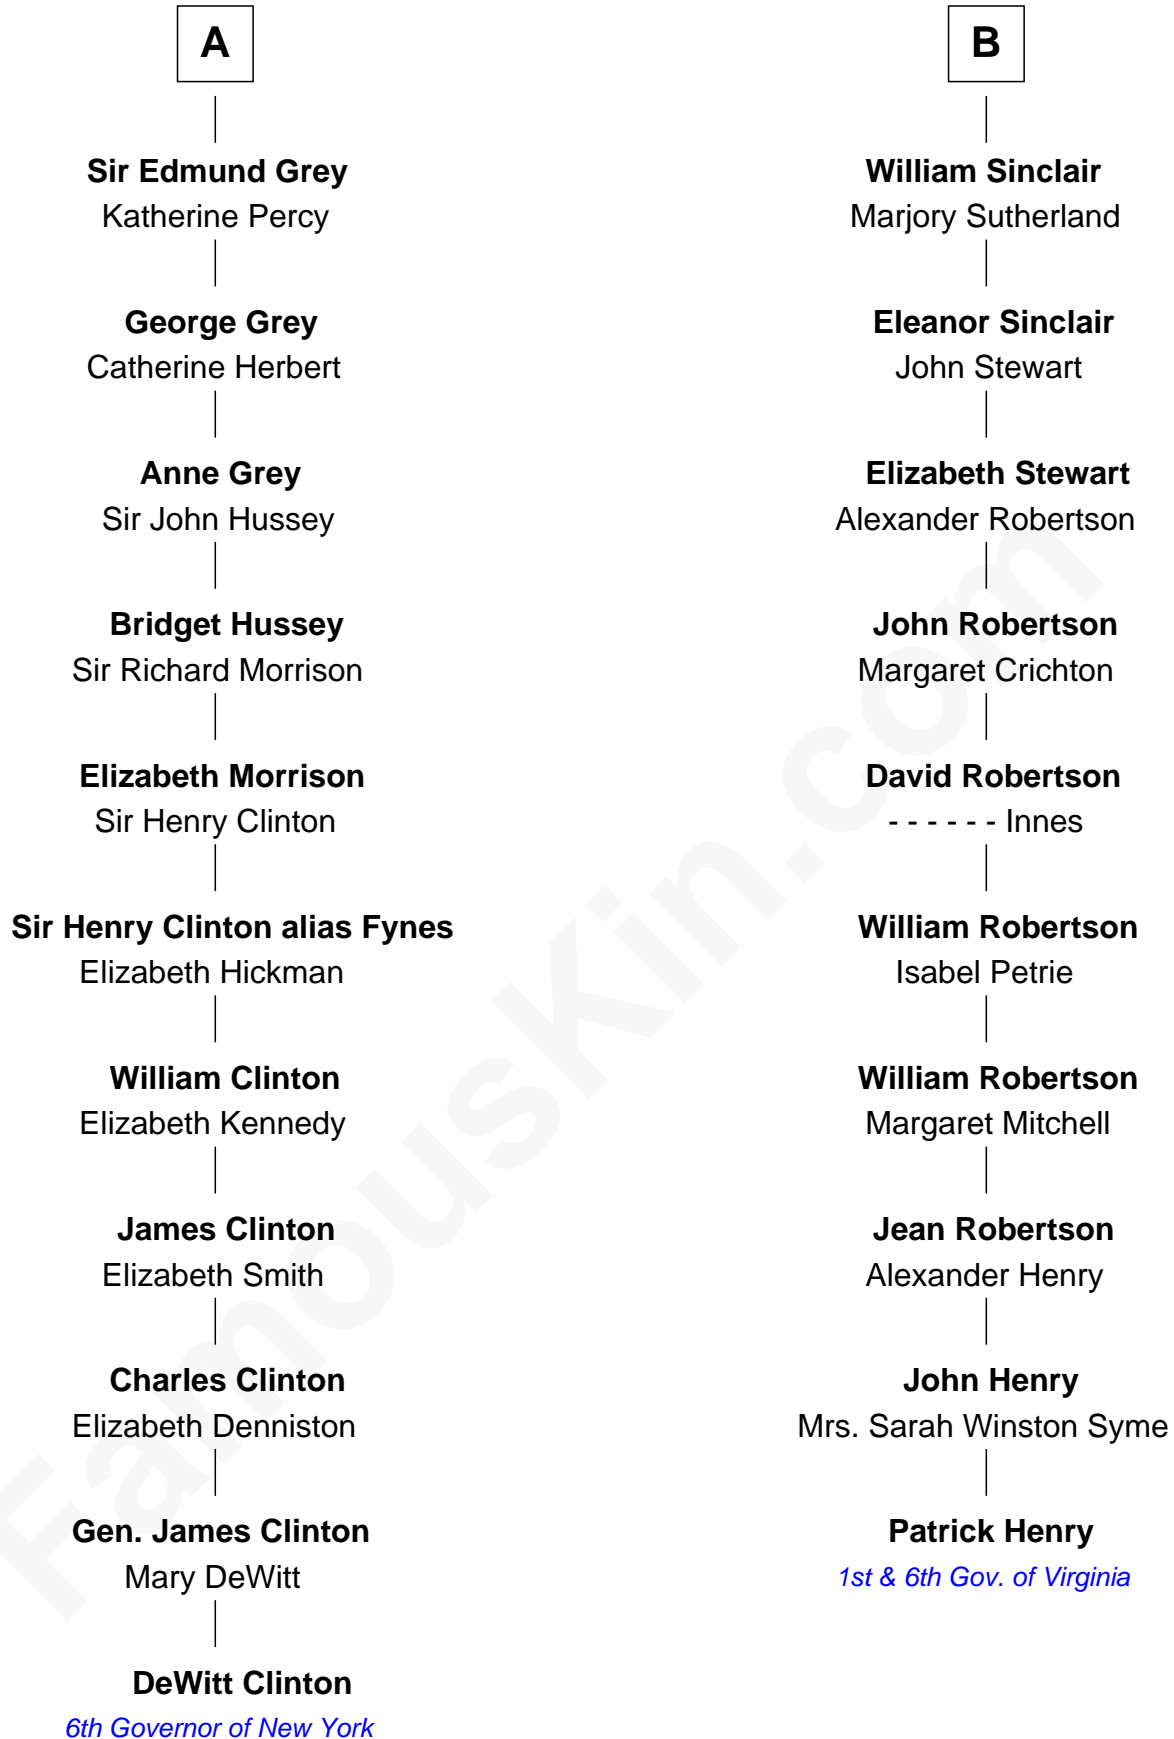 A
Sir Edmund Grey
Katherine Percy
George Grey
Catherine Herbert
Anne Grey
Sir John Hussey
Bridget Hussey
Sir Richard Morrison
Elizabeth Morrison
Sir Henry Clinton
Sir Henry Clinton alias Fynes
Elizabeth Hickman
William Clinton
Elizabeth Kennedy
James Clinton
Elizabeth Smith
Charles Clinton
Elizabeth Denniston
Gen. James Clinton
Mary DeWitt
DeWitt Clinton
6th Governor of New York
B
William Sinclair
Marjory Sutherland
Eleanor Sinclair
John Stewart
Elizabeth Stewart
Alexander Robertson
John Robertson
Margaret Crichton
David Robertson
- - - - - - Innes
William Robertson
Isabel Petrie
William Robertson
Margaret Mitchell
Jean Robertson
Alexander Henry
John Henry
Mrs. Sarah Winston Syme
Patrick Henry
1st & 6th Gov. of Virginia
FamousKin.com